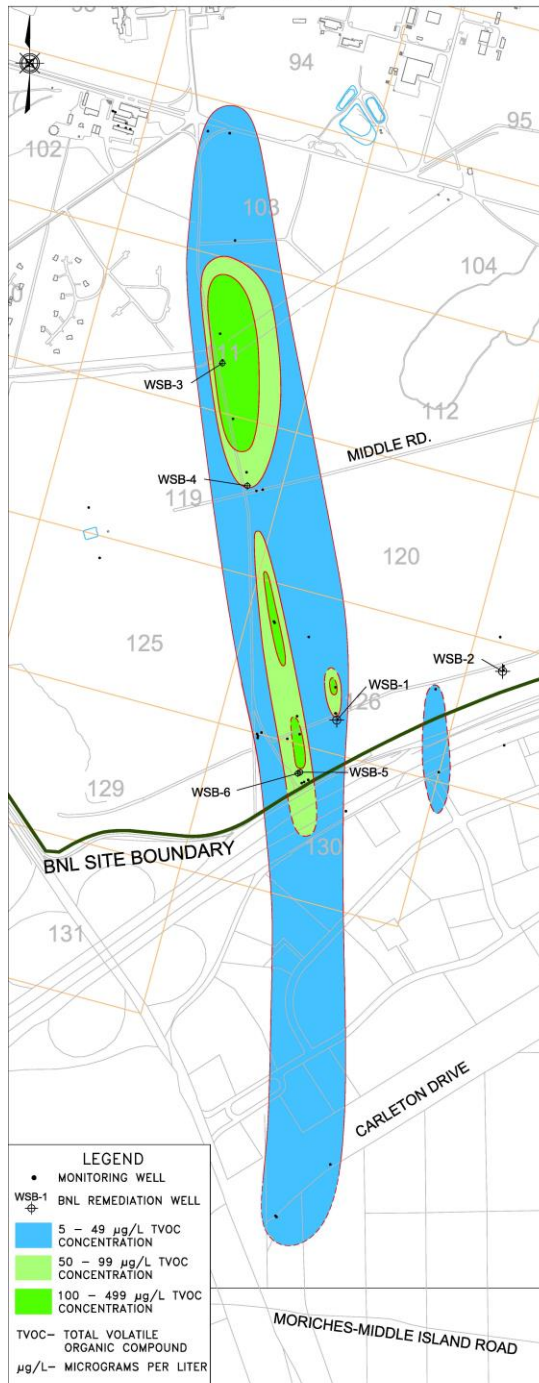 94
95
102
103
104
11
WSB-3
112
MIDDLE RD.
WSB-4
119
120
125
WSB-2
WSB-1
126
129
WSB-5
WSB-6
130
BNL SITE BOUNDARY
131
CARLETON DRIVE
LEGEND
MONITORING WELL
WSB-1 BNL REMEDIATION WELL
5 – 49 µg/L TVOC
CONCENTRATION
50 – 99 µg/L TVOC
CONCENTRATION
100 – 499 µg/L TVOC
CONCENTRATION
TVOC– TOTAL VOLATILE
ORGANIC COMPOUND
µg/L– MICROGRAMS PER LITER
MORICHES-MIDDLE ISLAND ROAD